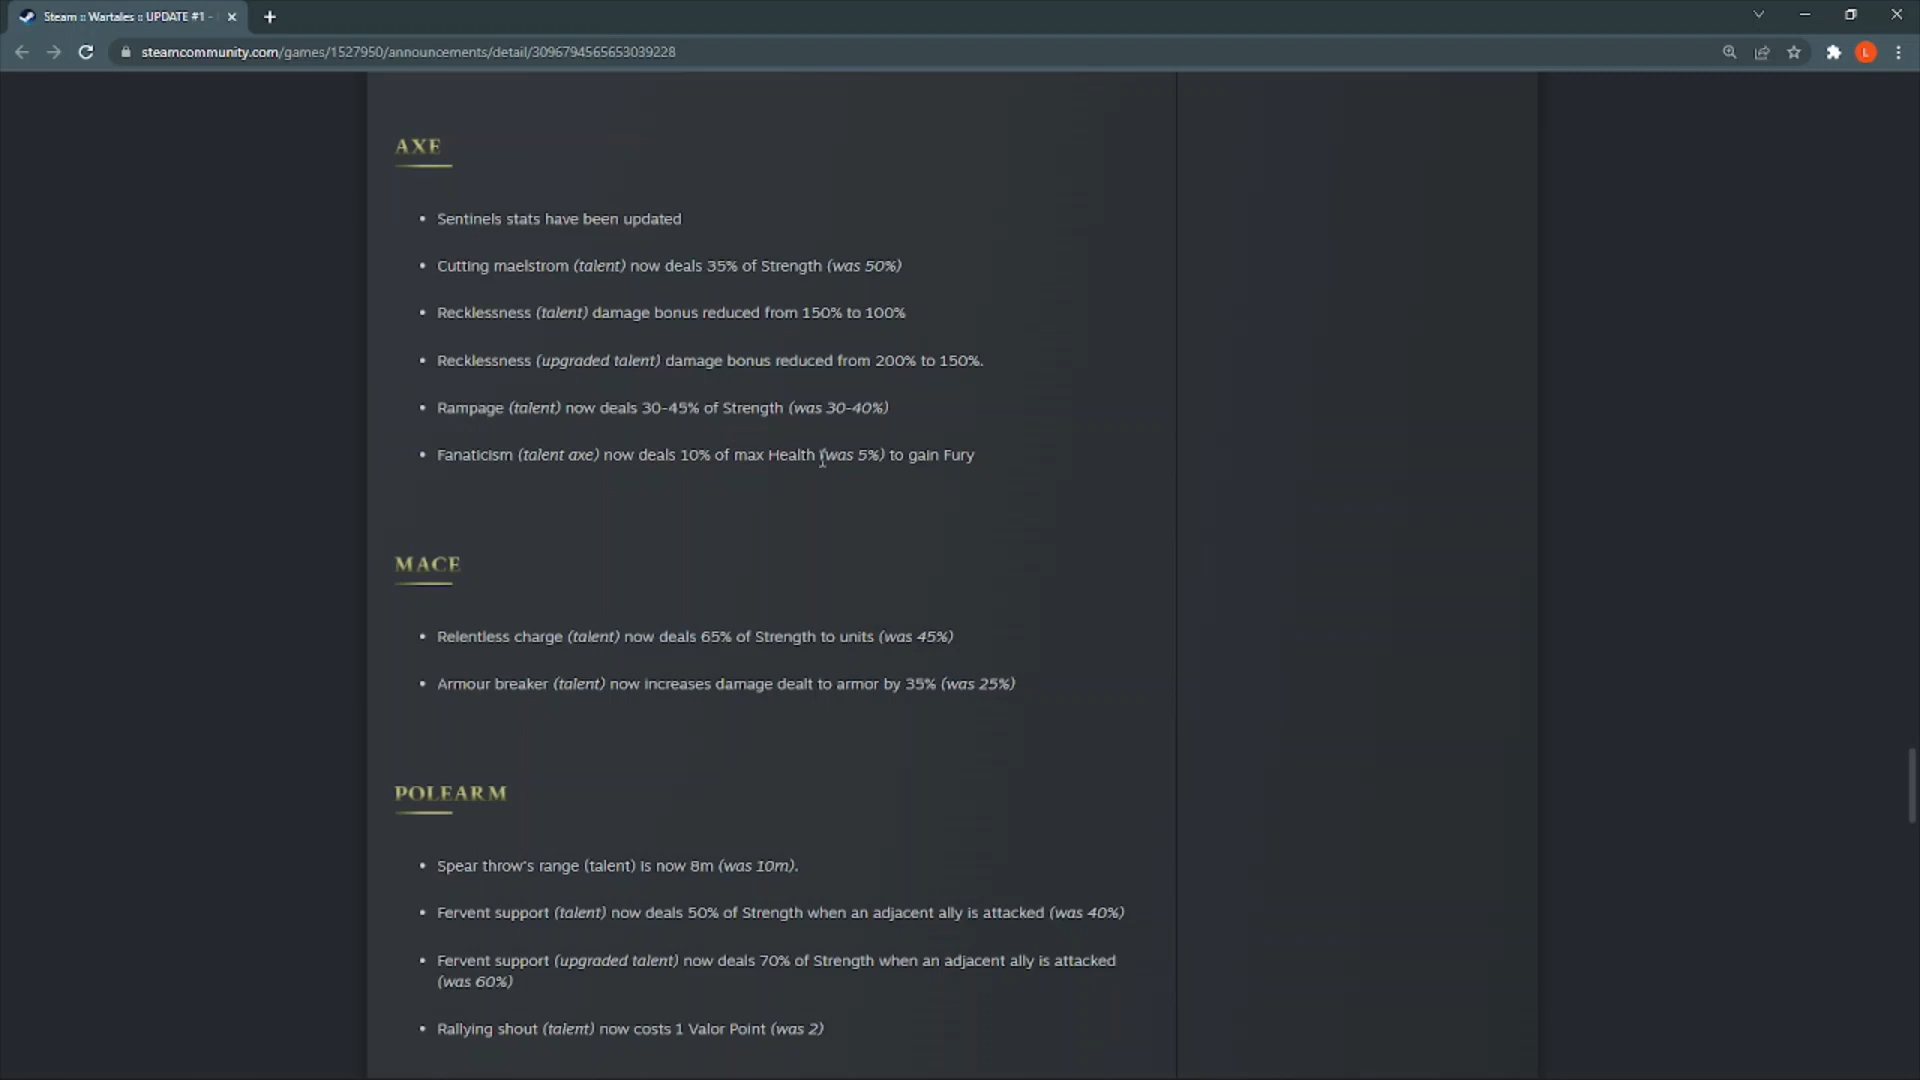 Steam :: Wartales :: UPDATE #1 -
steamcommunity.com/games/1527950/announcements/detail/3096794565653039228
L
AXE
• Sentinels stats have been updated
• Cutting maelstrom (talent) now deals 35% of Strength (was 50%)
• Recklessness (talent) damage bonus reduced from 150% to 100%
• Recklessness (upgraded talent) damage bonus reduced from 200% to 150%.
• Rampage (talent) now deals 30-45% of Strength (was 30-40%)
• Fanaticism (talent axe) now deals 10% of max Health (was 5%) to gain Fury
MACE
• Relentless charge (talent) now deals 65% of Strength to units (was 45%)
• Armour breaker (talent) now increases damage dealt to armor by 35% (was 25%)
POLEARM
• Spear throw's range (talent) is now 8m (was 10m).
• Fervent support (talent) now deals 50% of Strength when an adjacent ally is attacked (was 40%)
• Fervent support (upgraded talent) now deals 70% of Strength when an adjacent ally is attacked
(was 60%)
• Rallying shout (talent) now costs 1 Valor Point (was 2)